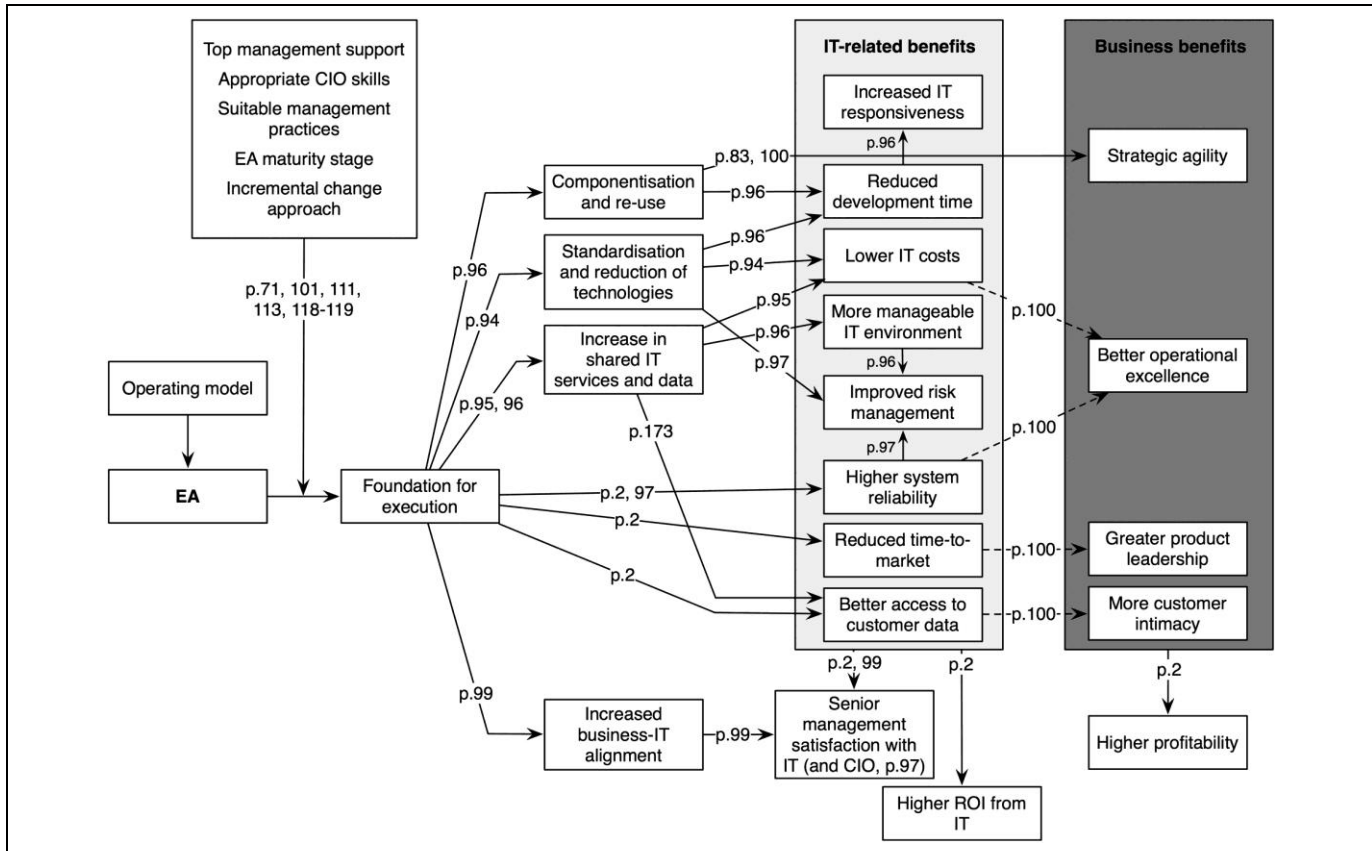 Top management support
Appropriate CIO skills
Suitable management
practices
EA maturity stage
Incremental change
approach
p.71, 101, 111,
113, 118-119
Operating model
EA
Foundation for
execution
p.96
p.94
p.95, 96
p.2, 97
p.2
p.2
p.99
Componentisation
and re-use
Standardisation
and reduction of
technologies
Increase in
shared IT
services and data
p.173
Increased
business-IT
alignment
p.83, 100
p.96
p.96
p.94
p.95
p.96
p.97
p.99
IT-related benefits
Increased IT
responsiveness
p.96
Reduced
development time
Lower IT costs
More manageable
IT environment
p.96
Improved risk
management
p.97
Higher system
reliability
Reduced time-to-
market
Better access to
customer data
p.2, 99
p.2
Senior
management
satisfaction with
IT (and CIO, p.97)
Higher ROI from
IT
p.100
p.100
p.100
p.100
Business benefits
Strategic agility
Better operational
excellence
Greater product
leadership
More customer
intimacy
p.2
Higher profitability